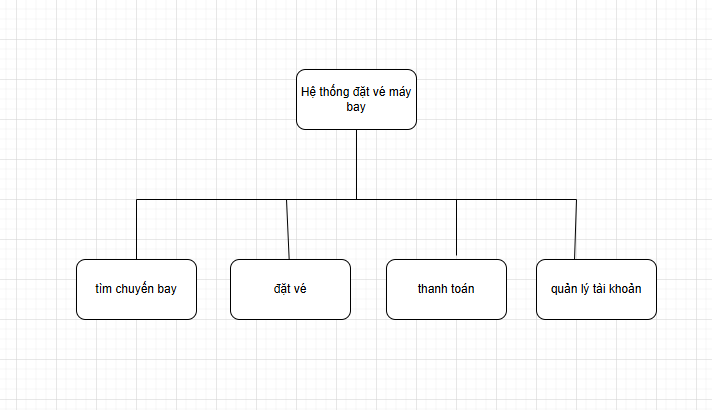 Hệ thống đặt vé máy
bay
tìm chuyến bay
đặt vé
thanh toán
quản lý tài khoản